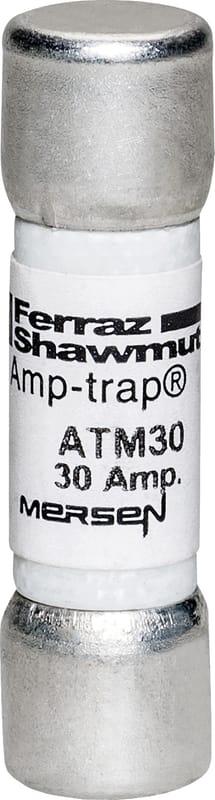 Ferraz
Shawmut
Amp-trap®
ATM30
30 Amp.
MERSEN